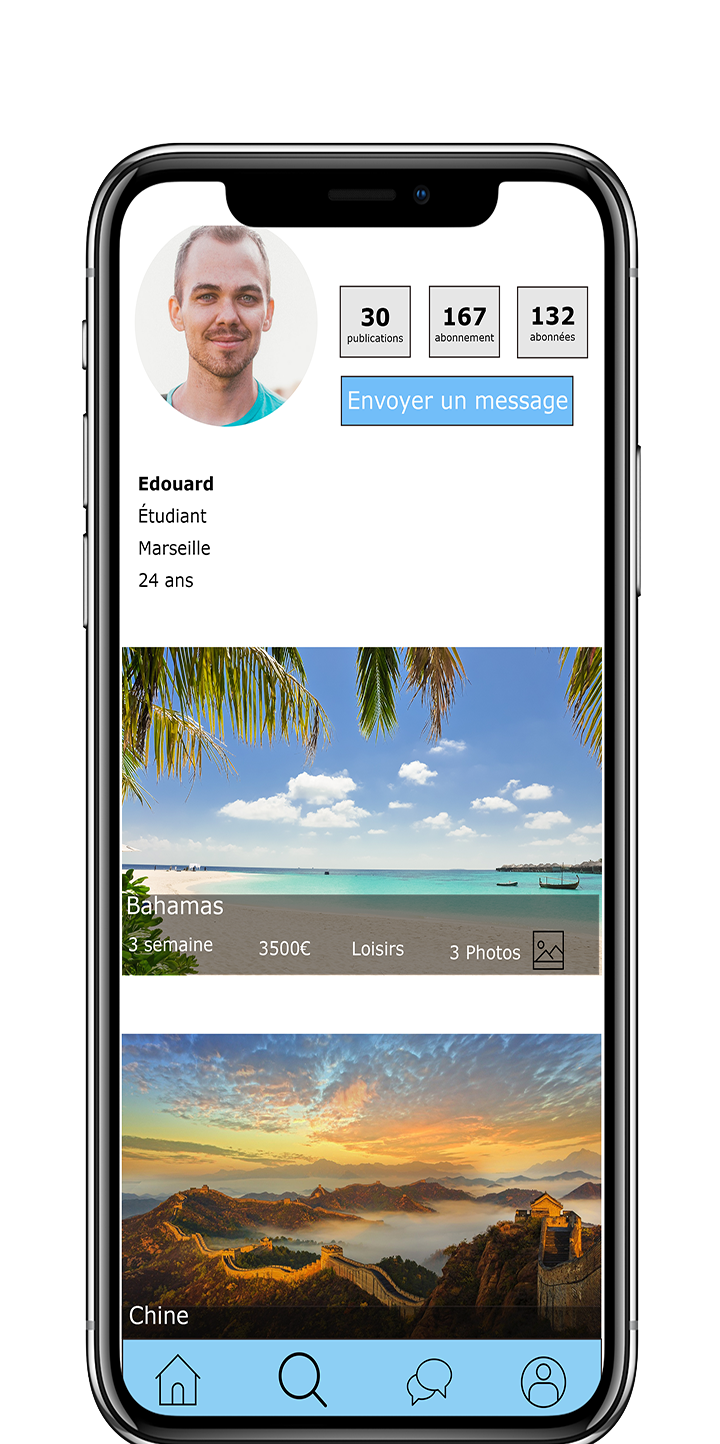 30
publications
167
abonnement
132
abonnées
Envoyer un message
Edouard
Étudiant
Marseille
24 ans
Bahamas
3 semaine
3500€
Loisirs
3 Photos
Chine